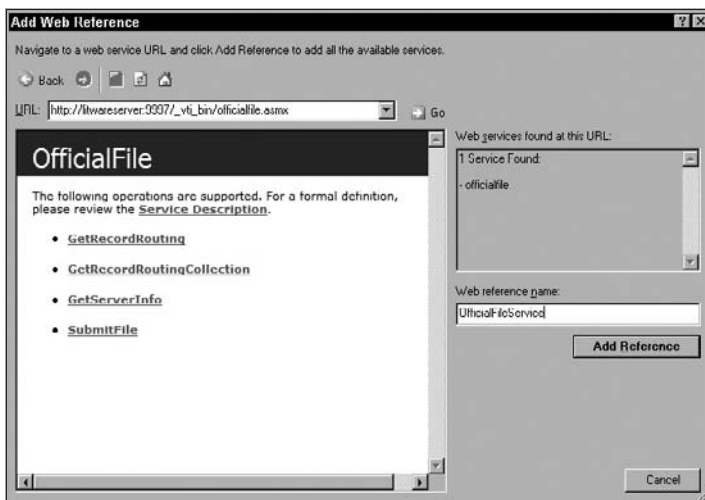 Add Web Reference
Navigate to a web service URL and click Add Reference to add all the available services.
Back
URL: http://litwareserver:9997/_vti_bin/officialfile.asmx
Go
OfficialFile
The following operations are supported. For a formal definition,
please review the Service Description.
• GetRecordRouting
• GetRecordRoutingCollection
• GetServerInfo
• SubmitFile
Web services found at this URL:
1 Service Found:
- officialfile
Web reference name:
OfficialFileService
Add Reference
Cancel